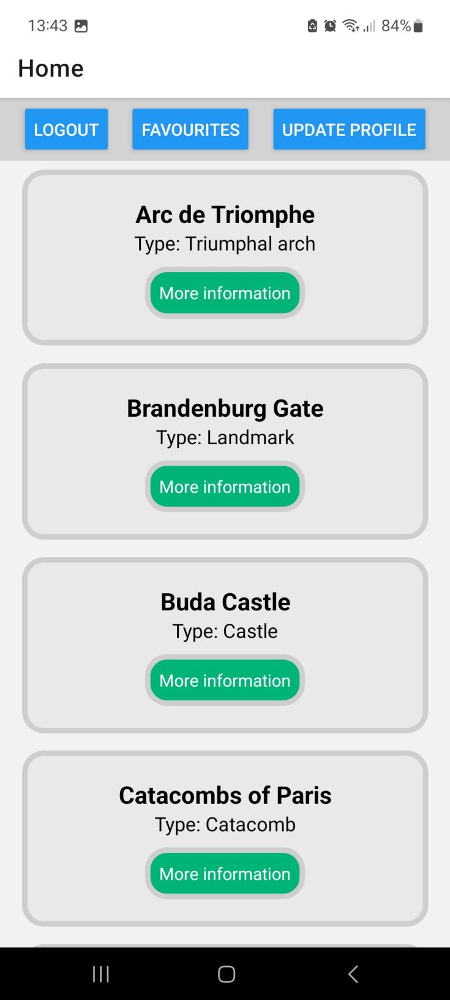 13:43 84%
Home
LOGOUT FAVOURITES UPDATE PROFILE
Arc de Triomphe
Type: Triumphal arch
More information
Brandenburg Gate
Type: Landmark
More information
Buda Castle
Type: Castle
More information
Catacombs of Paris
Type: Catacomb
More information